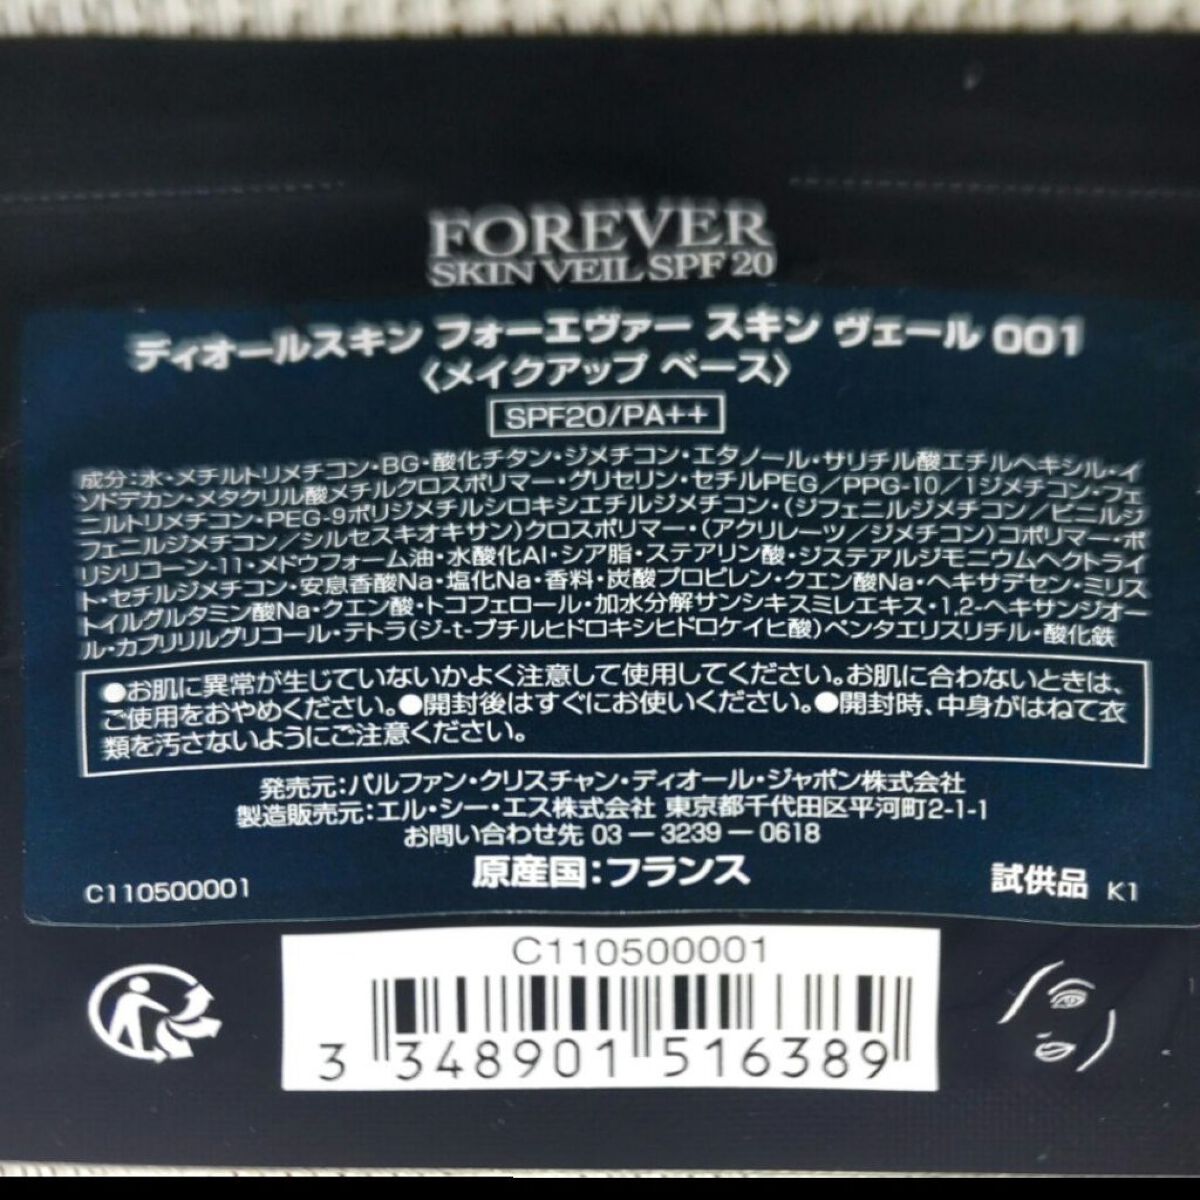 FOREVER
SKIN VEIL SPF 20
ディオールスキン フォーエヴァー スキン ヴェール 001
〈メイクアップ ベース〉
SPF20/PA++
成分:水・メチルトリメチコン・BG・酸化チタン・ジメチコン・エタノール・サリチル酸エチルヘキシル・イ
ソドデカン・メタクリル酸メチルクロスポリマー・グリセリン・セチルPEG/PPG-10/1ジメチコン・フェ
ニルトリメチコン・PEG-9ポリジメチルシロキシエチルジメチコン・(ジフェニルジメチコン/ビニルジ
フェニルジメチコン/シルセスキオキサン)クロスポリマー・(アクリレーツ/ジメチコン)コポリマー・ポ
リシリコーン-11・メドウフォーム油・水酸化Al・シア脂・ステアリン酸・ジステアルジモニウムヘクトライ
ト・セチルジメチコン・安息香酸Na・塩化Na・香料・炭酸プロピレン・クエン酸Na・ヘキサデセン・ミリス
トイルグルタミン酸Na・クエン酸・トコフェロール・加水分解サンシキスミレエキス・1,2-ヘキサンジオー
ル・カプリリルグリコール・テトラ(ジ-t-ブチルヒドロキシヒドロケイヒ酸)ペンタエリスリチル・酸化鉄
●お肌に異常が生じていないかよく注意して使用してください。お肌に合わないときは、
ご使用をおやめください。●開封後はすぐにお使いください。●開封時、中身がはねて衣
類を汚さないようにご注意ください。
発売元:パルファン・クリスチャン・ディオール・ジャポン株式会社
製造販売元:エル・シー・エス株式会社 東京都千代田区平河町2-1-1
お問い合わせ先 03-3239-0618
原産国:フランス
C110500001
試供品 K1
C110500001
3 348901 516389